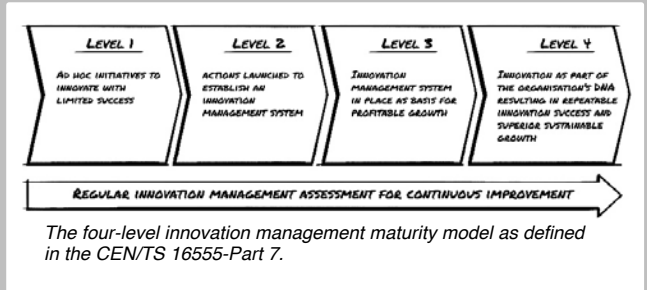 LEVEL 1
AD HOC INITIATIVES TO
INNOVATE WITH
LIMITED SUCCESS
LEVEL 2
ACTIONS LAUNCHED TO
ESTABLISH AN
INNOVATION
MANAGEMENT SYSTEM
LEVEL 3
INNOVATION
MANAGEMENT SYSTEM
IN PLACE AS BASIS FOR
PROFITABLE GROWTH
LEVEL 4
INNOVATION AS PART OF
THE ORGANISATION'S DNA
RESULTING IN REPEATABLE
INNOVATION SUCCESS AND
SUPERIOR SUSTAINABLE
GROWTH
REGULAR INNOVATION MANAGEMENT ASSESSMENT FOR CONTINUOUS IMPROVEMENT
The four-level innovation management maturity model as defined
in the CEN/TS 16555-Part 7.